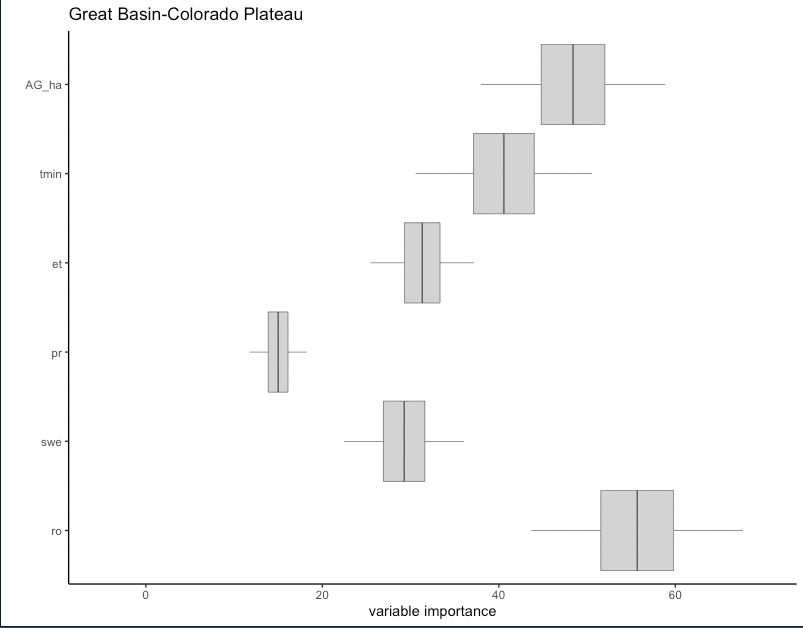 Great Basin-Colorado Plateau
AG_ha
tmin
et
pr
swe
ro
0 20 40 60
variable importance